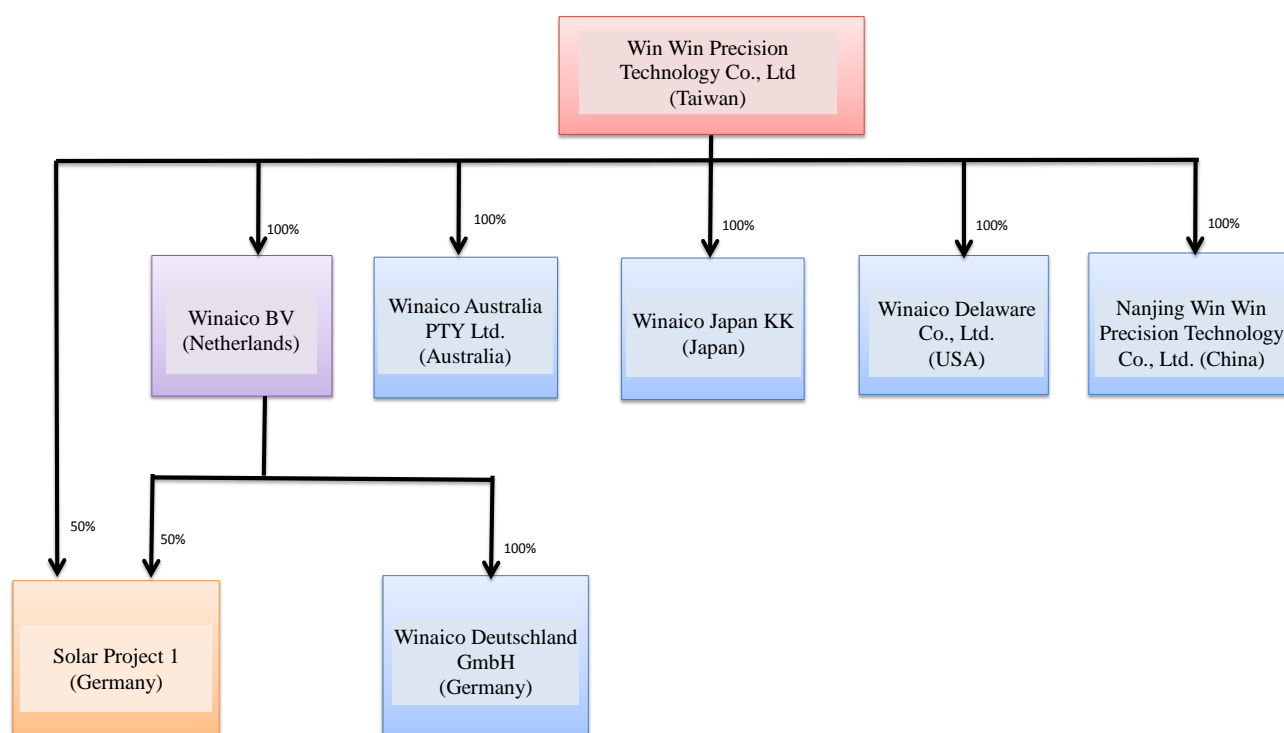 Win Win Precision
Technology Co., Ltd
(Taiwan)
100%
100%
100%
100%
100%
Winaico BV
(Netherlands)
Winaico Australia
PTY Ltd.
(Australia)
Winaico Japan KK
(Japan)
Winaico Delaware
Co., Ltd.
(USA)
Nanjing Win Win
Precision Technology
Co., Ltd. (China)
50%
50%
100%
Solar Project 1
(Germany)
Winaico Deutschland
GmbH
(Germany)